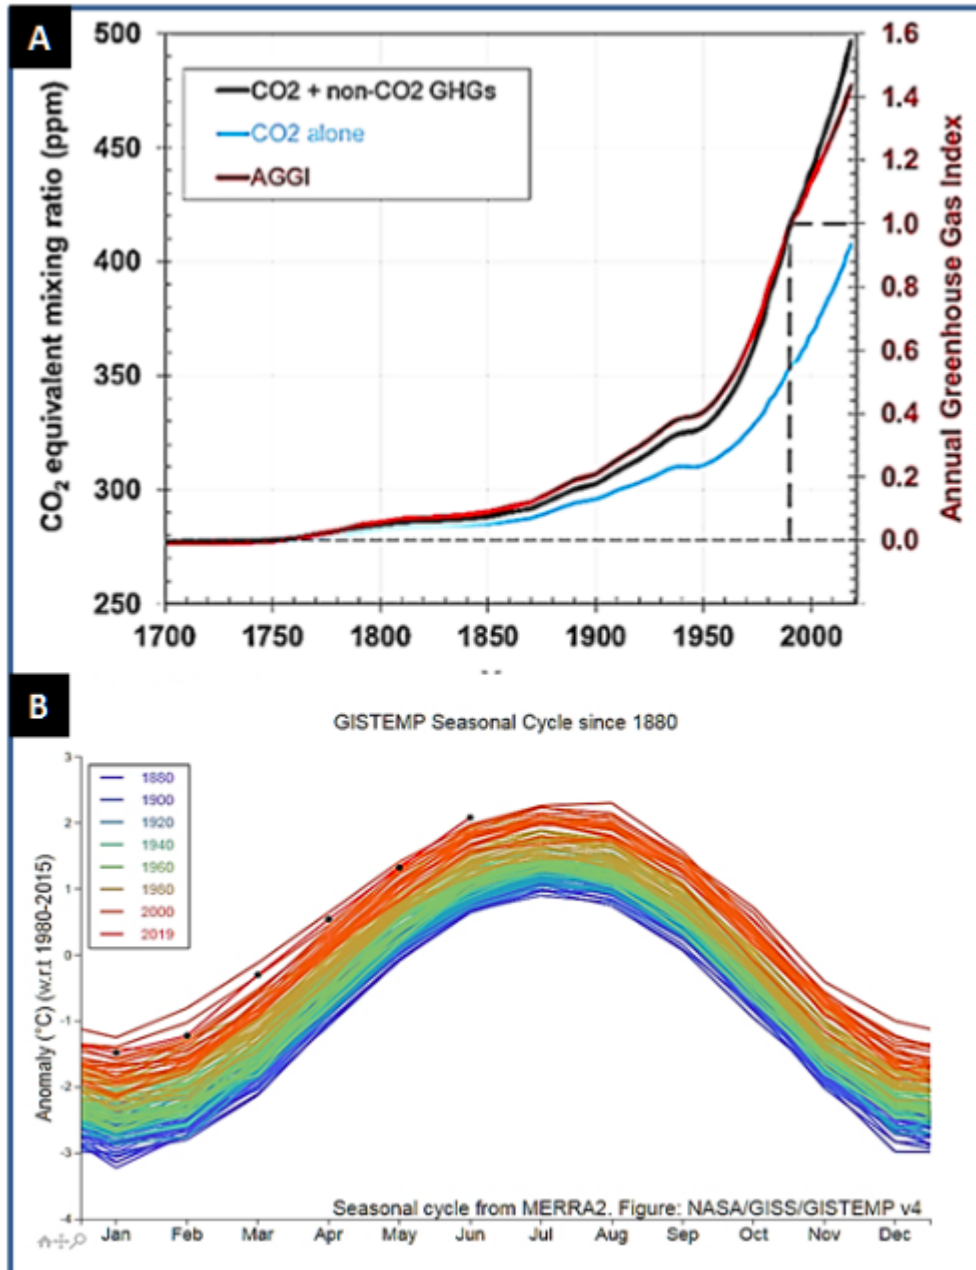 A
CO2 equivalent mixing ratio (ppm)
500
450
400
350
300
250
CO2 + non-CO2 GHGs
CO2 alone
AGGI
1.6
1.4
1.2
1.0
0.8
0.6
0.4
0.2
0.0
Annual Greenhouse Gas Index
1700 1750 1800 1850 1900 1950 2000
B
GISTEMP Seasonal Cycle since 1880
Anomaly (°C) (w.r.t 1980-2015)
3
2
1
0
-1
-2
-3
-4
1880
1900
1920
1940
1960
1980
2000
2019
Seasonal cycle from MERRA2. Figure: NASA/GISS/GISTEMP v4
Jan Feb Mar Apr May Jun Jul Aug Sep Oct Nov Dec